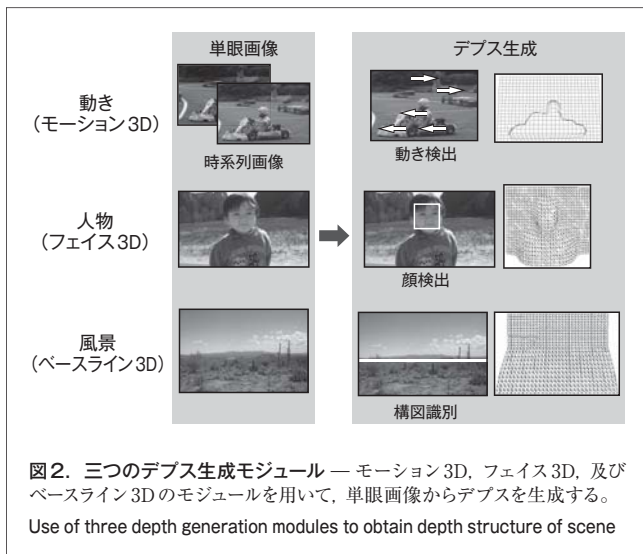 単眼画像
デプス生成
動き
（モーション3D）
時系列画像
動き検出
人物
（フェイス3D）
顔検出
風景
（ベースライン3D）
構図識別
図2．三つのデプス生成モジュール — モーション3D，フェイス3D，及び
ベースライン3Dのモジュールを用いて，単眼画像からデプスを生成する。
Use of three depth generation modules to obtain depth structure of scene